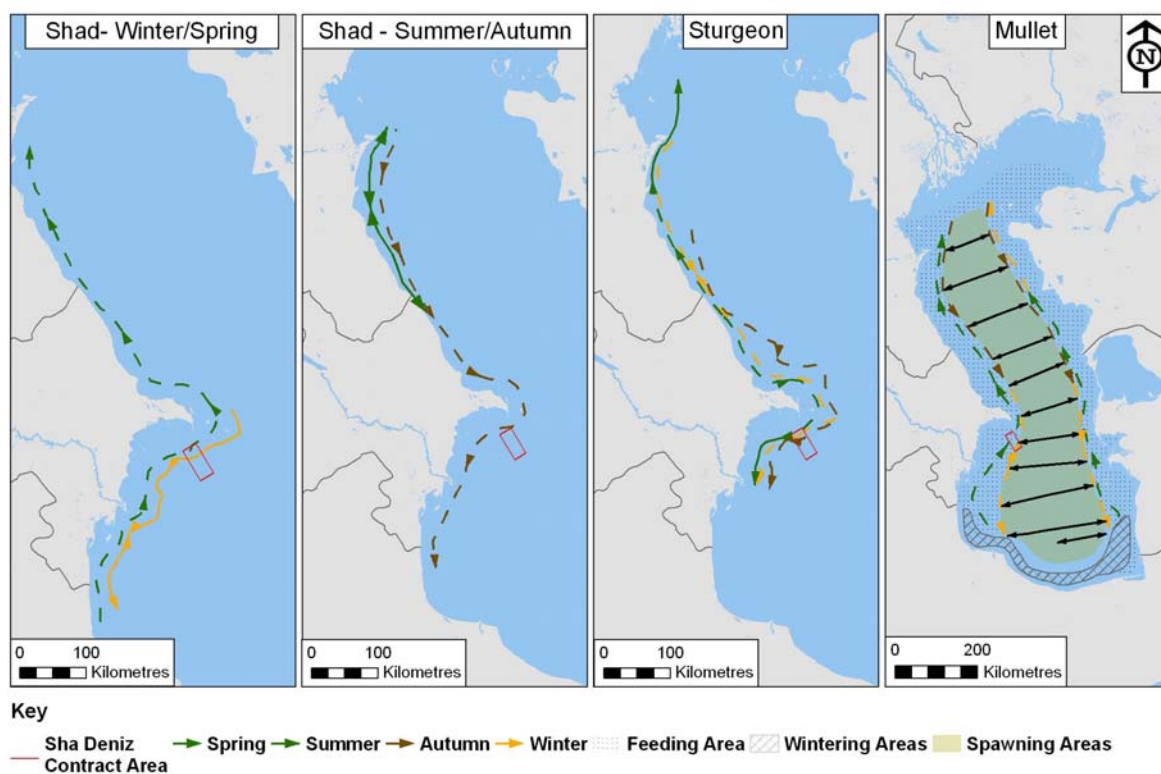 Shad- Winter/Spring
Shad - Summer/Autumn
Sturgeon
Mullet
N
0 100
Kilometres
0 100
Kilometres
0 100
Kilometres
0 200
Kilometres
Key
Sha Deniz
Contract Area
Spring
Summer
Autumn
Winter
Feeding Area
Wintering Areas
Spawning Areas